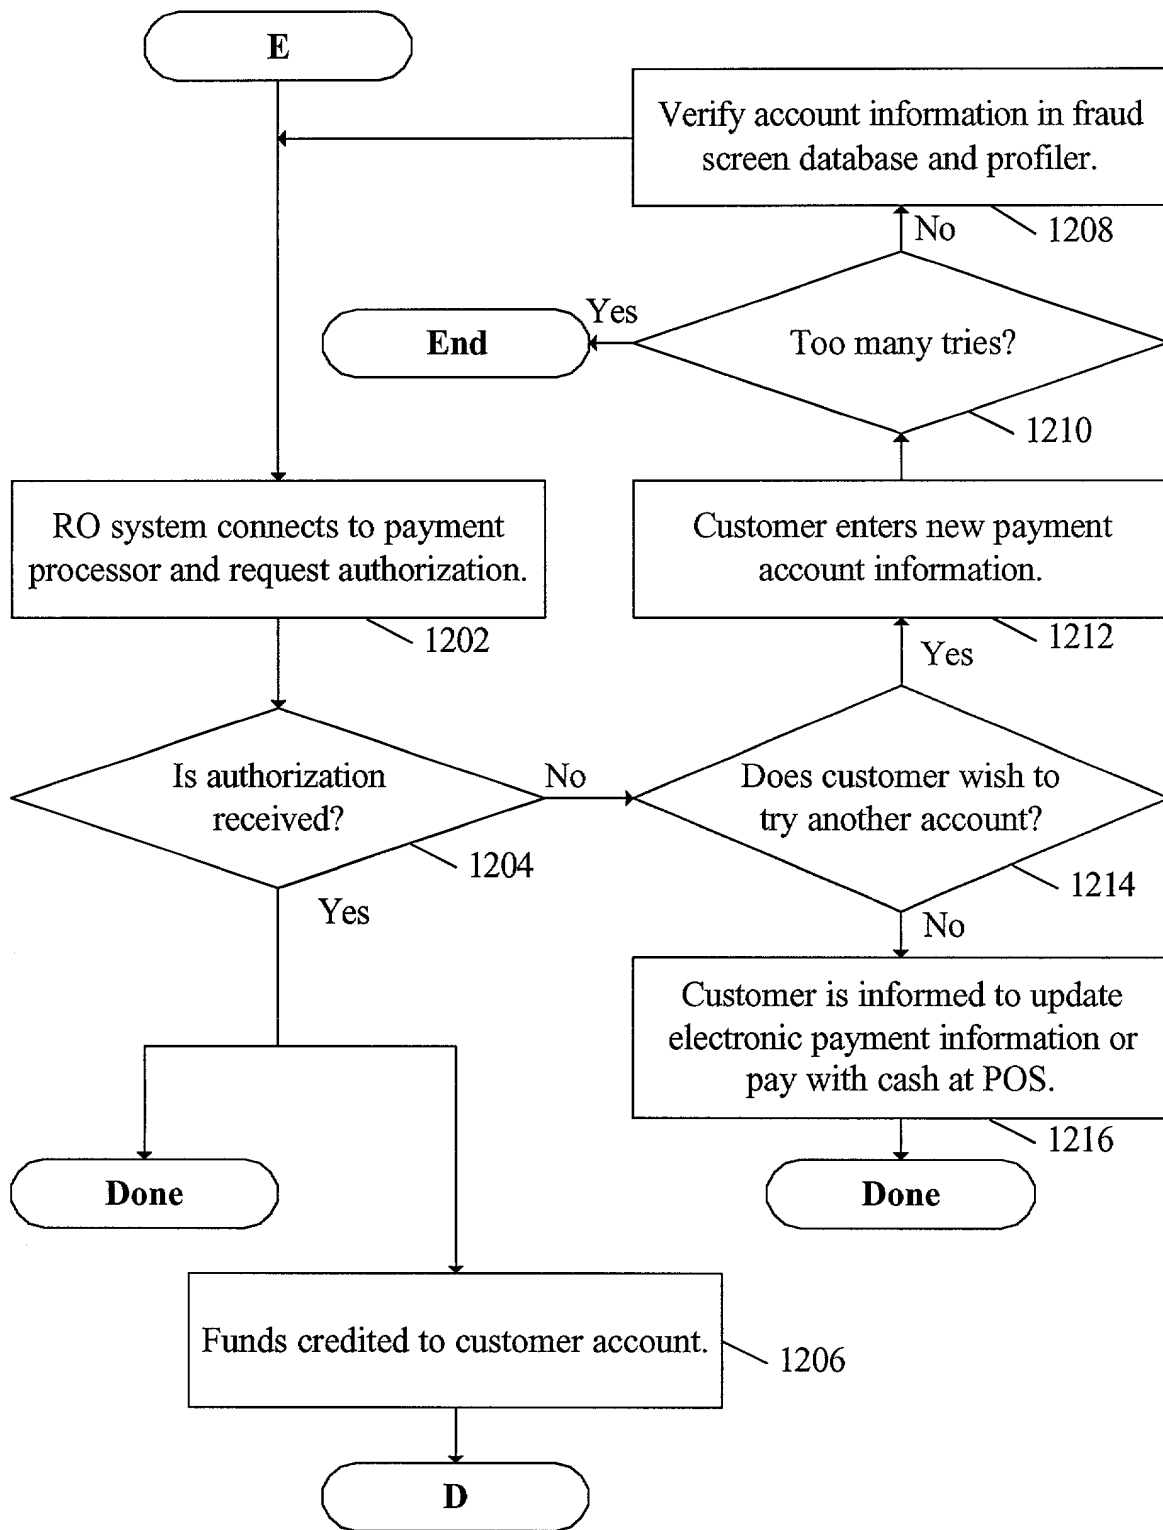 E
Verify account information in fraud
screen database and profiler.
1208
No
Yes
End
Too many tries?
1210
RO system connects to payment
processor and request authorization.
1202
Customer enters new payment
account information.
1212
Yes
Is authorization
received?
No
1204
Yes
Does customer wish to
try another account?
1214
No
Customer is informed to update
electronic payment information or
pay with cash at POS.
1216
Done
Done
Funds credited to customer account.
1206
D